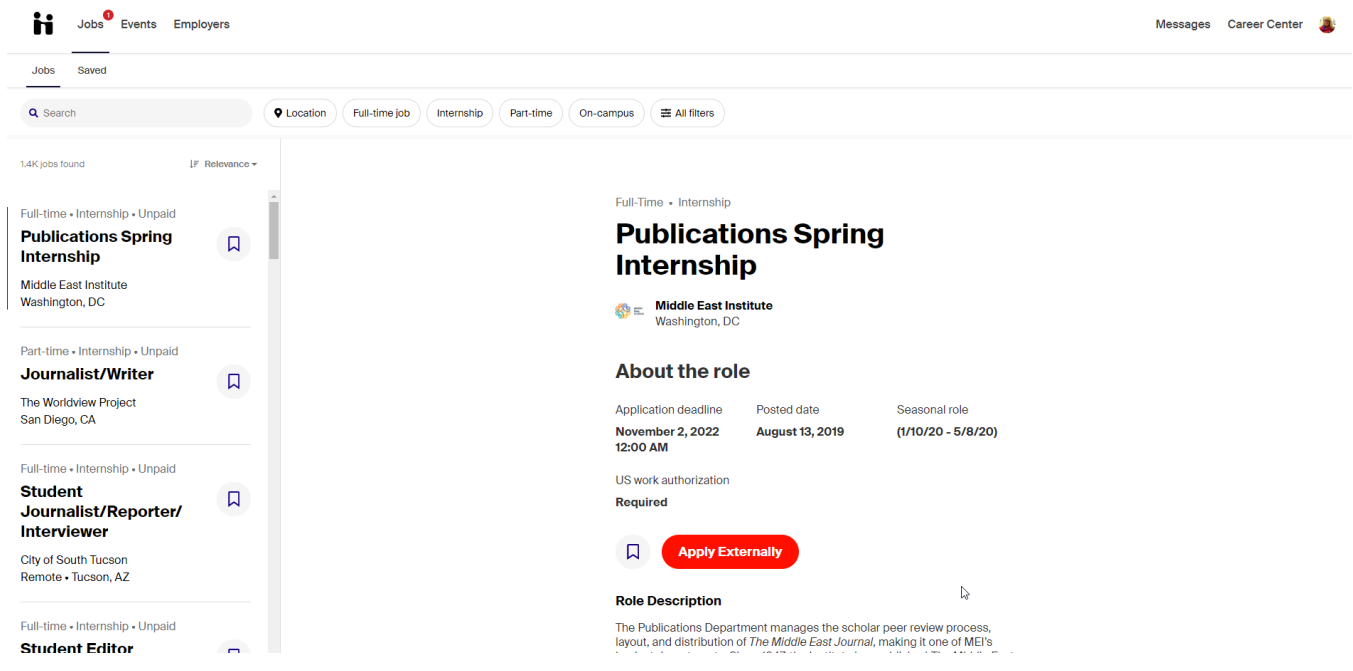 Jobs
1
Events
Employers
Messages
Career Center
Jobs
Saved
Search
Location
Full-time job
Internship
Part-time
On-campus
All filters
1.4K jobs found
Relevance
Full-time • Internship • Unpaid
Publications Spring
Internship
Middle East Institute
Washington, DC
Part-time • Internship • Unpaid
Journalist/Writer
The Worldview Project
San Diego, CA
Full-time • Internship • Unpaid
Student
Journalist/Reporter/
Interviewer
City of South Tucson
Remote • Tucson, AZ
Full-time • Internship • Unpaid
Student Editor
Full-Time • Internship
Publications Spring
Internship
Middle East Institute
Washington, DC
About the role
Application deadline
November 2, 2022
12:00 AM
Posted date
August 13, 2019
Seasonal role
(1/10/20 - 5/8/20)
US work authorization
Required
Apply Externally
Role Description
The Publications Department manages the scholar peer review process,
layout, and distribution of The Middle East Journal, making it one of MEI's